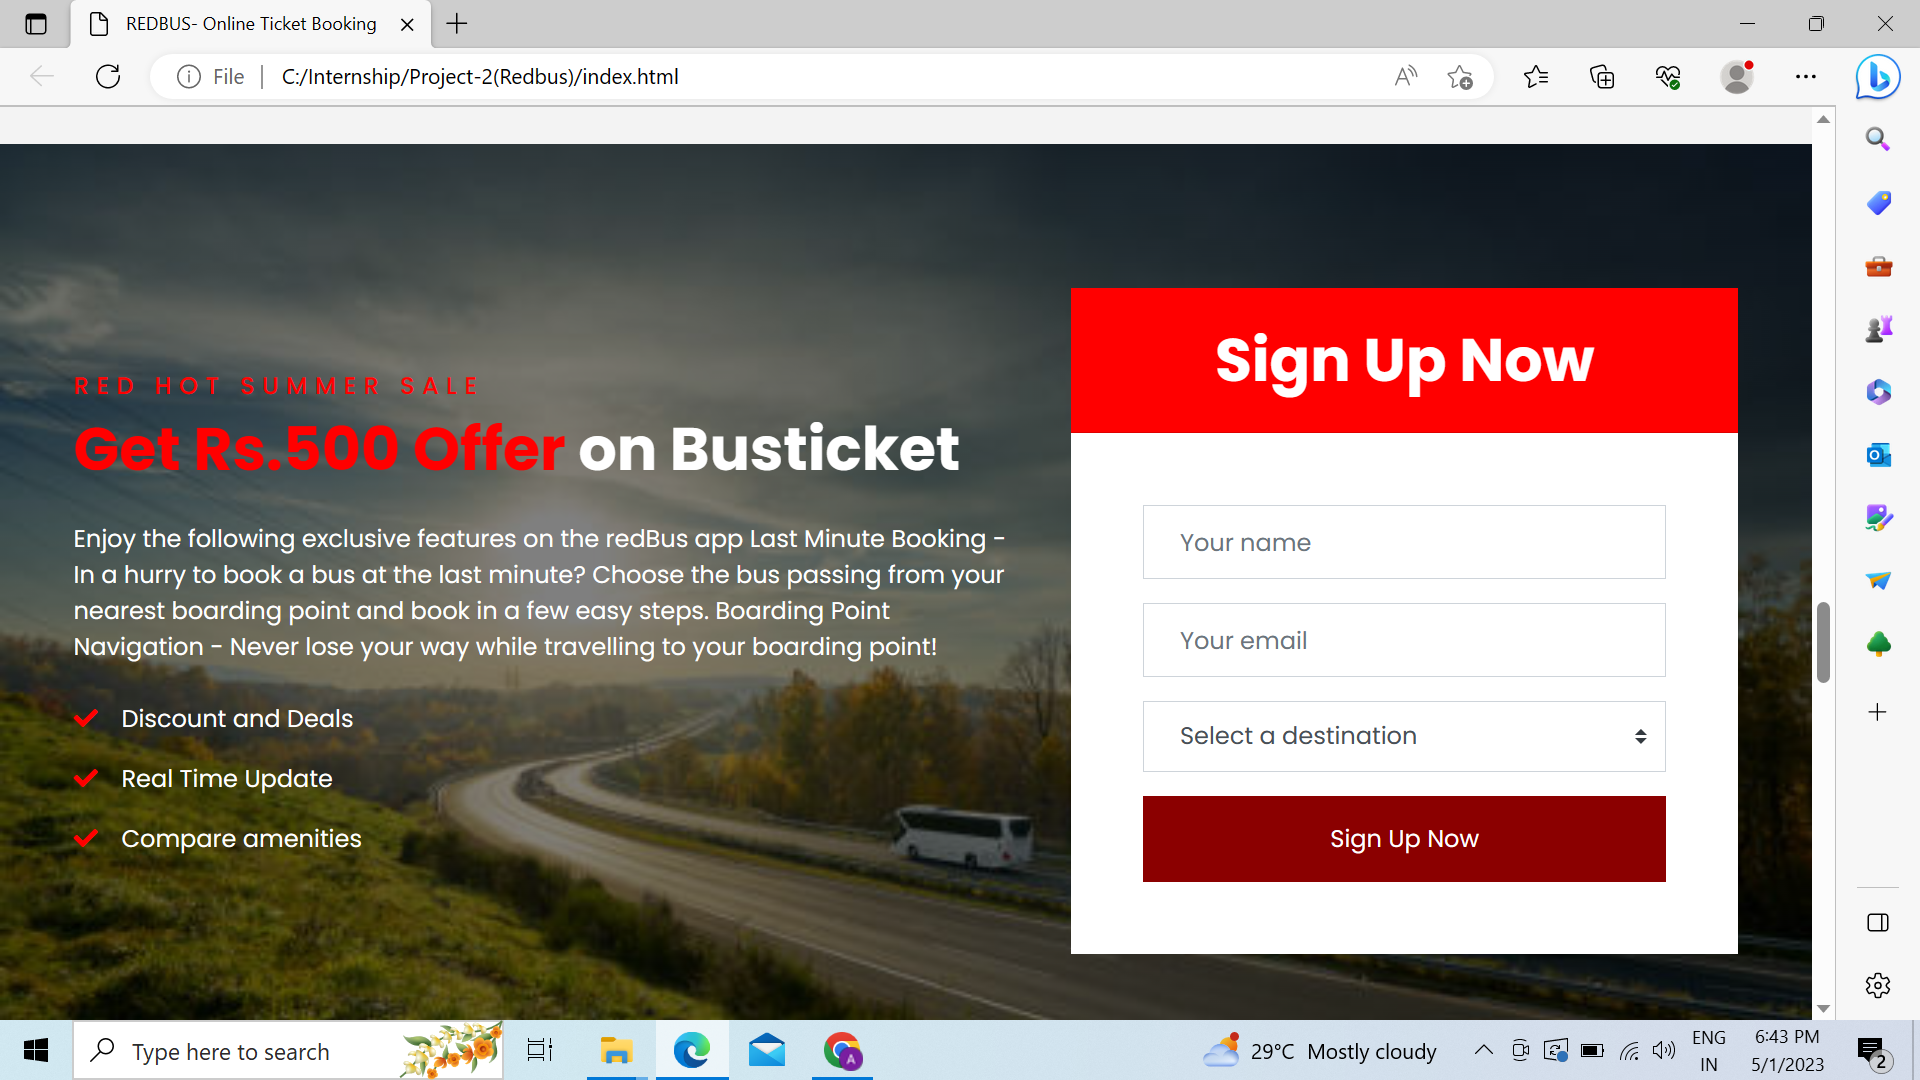 REDBUS- Online Ticket Booking
File
C:/Internship/Project-2(Redbus)/index.html
RED HOT SUMMER SALE
Get Rs.500 Offer on Busticket
Enjoy the following exclusive features on the redBus app Last Minute Booking -
In a hurry to book a bus at the last minute? Choose the bus passing from your
nearest boarding point and book in a few easy steps. Boarding Point
Navigation - Never lose your way while travelling to your boarding point!
Discount and Deals
Real Time Update
Compare amenities
Sign Up Now
Your name
Your email
Select a destination
Sign Up Now
Type here to search
A
29°C Mostly cloudy
ENG
IN
6:43 PM
5/1/2023
2